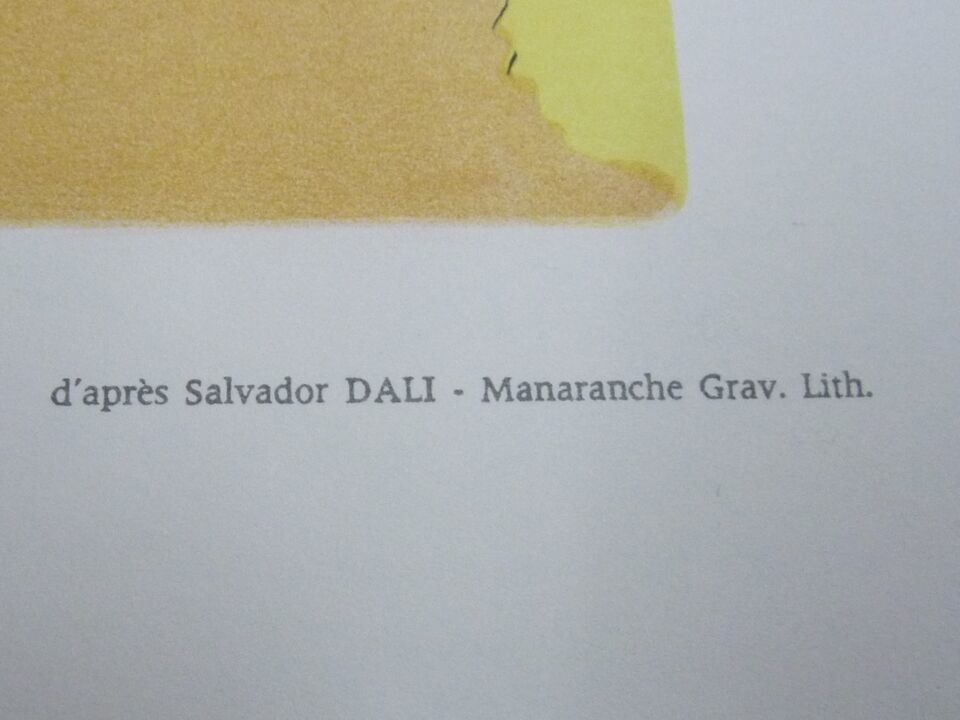 d'après Salvador DALI - Manaranche Grav. Lith.